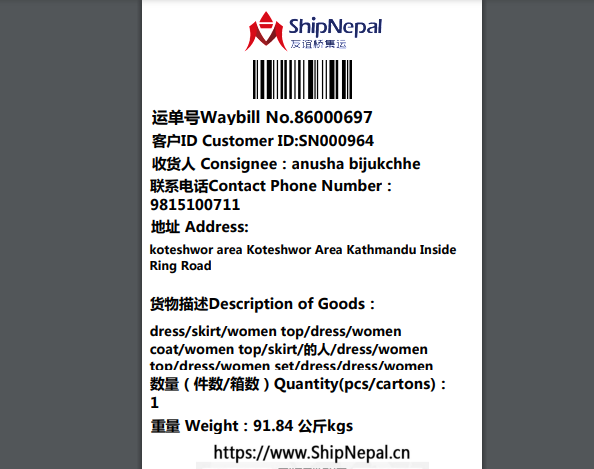 ShipNepal
友谊桥集运
运单号Waybill No.86000697
客户ID Customer ID:SN000964
收货人 Consignee：anusha bijukchhe
联系电话Contact Phone Number：
9815100711
地址 Address:
koteshwor area Koteshwor Area Kathmandu Inside
Ring Road
货物描述Description of Goods：
dress/skirt/women top/dress/women
coat/women top/skirt/的人/dress/women
top/dress/women set/dress/dress/women
数量（件数/箱数）Quantity(pcs/cartons)：
1
重量 Weight：91.84 公斤kgs
https://www.ShipNepal.cn